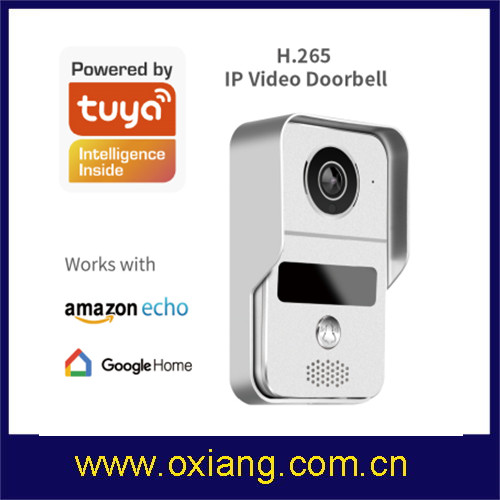 Powered by
tuya
Intelligence
Inside
H.265
IP Video Doorbell
Works with
amazon echo
Google Home
www.oxiang.com.cn